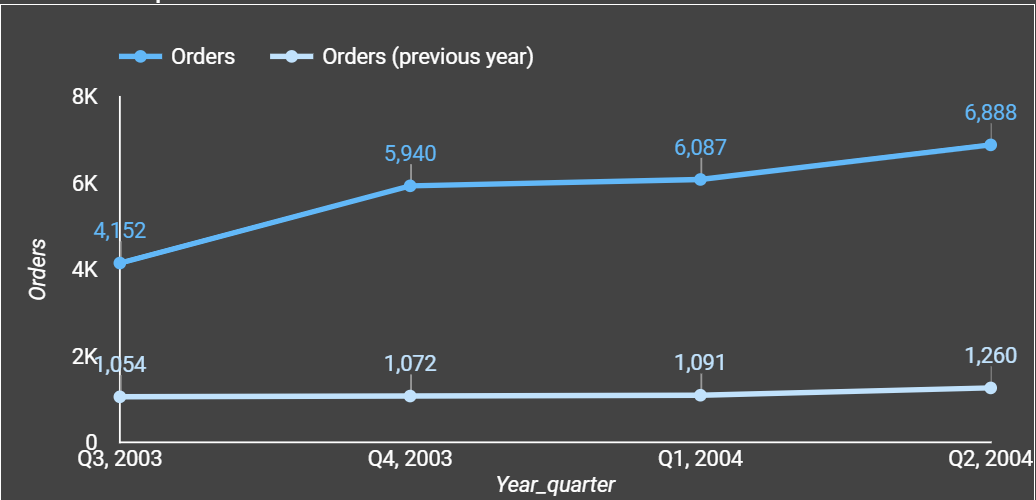 Orders Orders (previous year)
8K
6,888
5,940
6,087
6K
4,152
4K
Orders
2K
1,054
1,072
1,091
1,260
0
Q3, 2003 Q4, 2003 Q1, 2004 Q2, 2004
Year_quarter